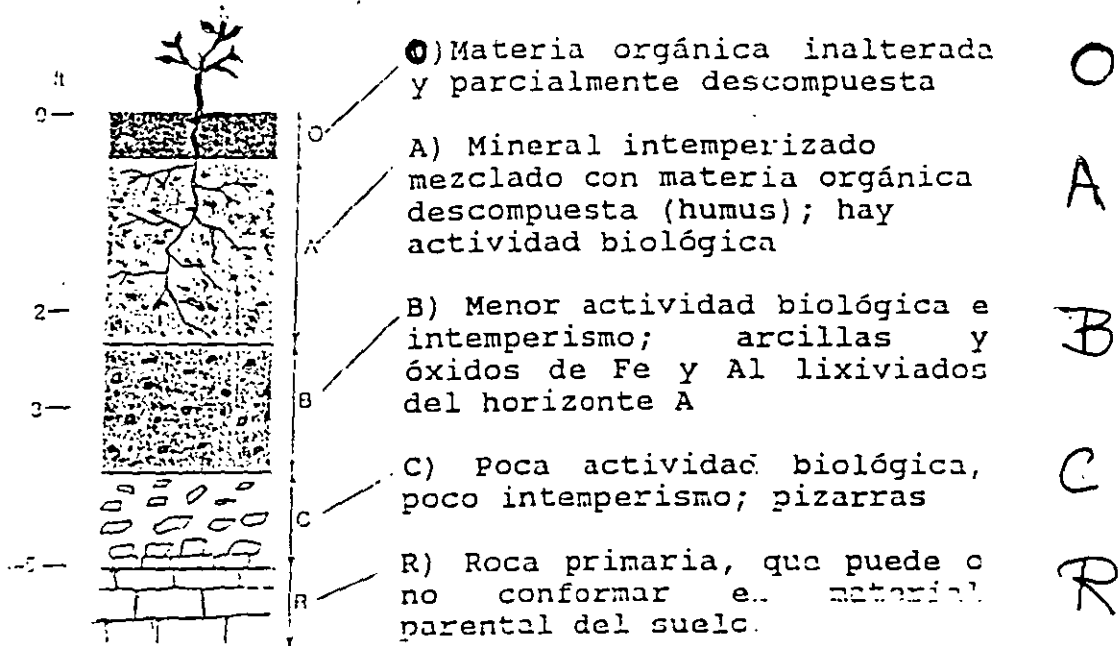 ft
0—
O
O)Materia orgánica inalterada
y parcialmente descompuesta
O
A) Mineral intemperizado
mezclado con materia orgánica
descompuesta (humus); hay
actividad biológica
A
A
2—
B) Menor actividad biológica e
intemperismo; arcillas y
óxidos de Fe y Al lixiviados
del horizonte A
B
3—
B
C) Poca actividad biológica,
poco intemperismo; pizarras
C
C
R) Roca primaria, que puede o
no conformar material
parental del suelo.
R
R